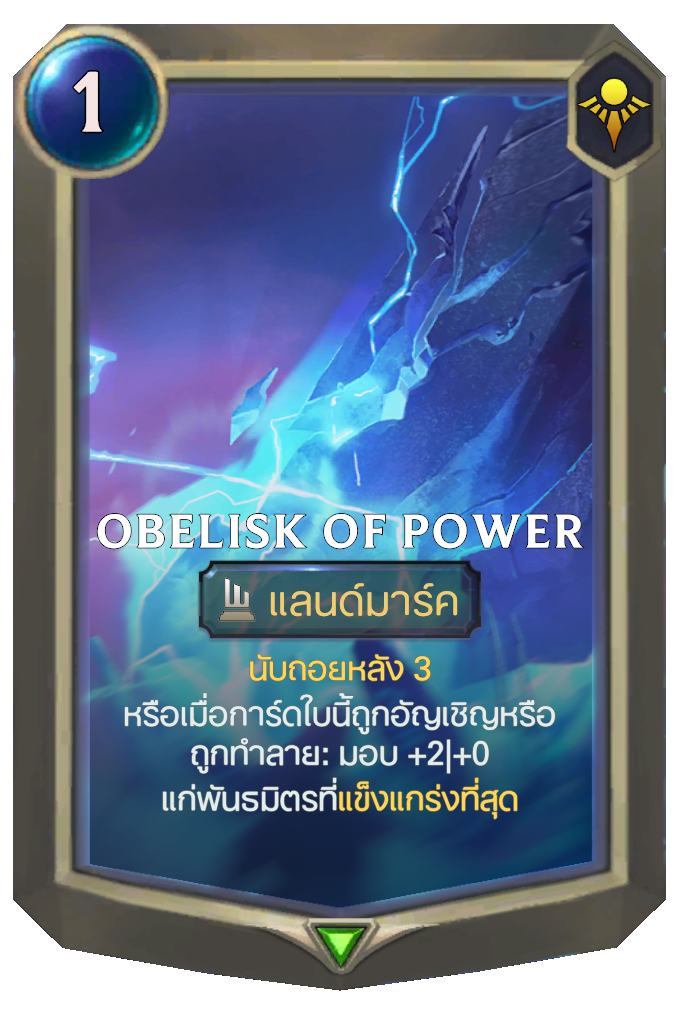 1
OBELISK OF POWER
แลนด์มาร์ค
นับถอยหลัง 3
หรือเมื่อการ์ดใบนี้ถูกอัญเชิญหรือ
ถูกทำลาย: มอบ +2|+0
แก่พันธมิตรที่แข็งแกร่งที่สุด